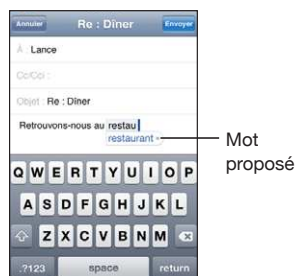 Annuler Re : Dîner Envoyer
À : Lance
Cc/Cci :
Objet : Re : Dîner
Retrouvons-nous au restau
restaurant ×
Mot
proposé
Q W E R T Y U I O P
A S D F G H J K L
Z X C V B N M
.?123 space return